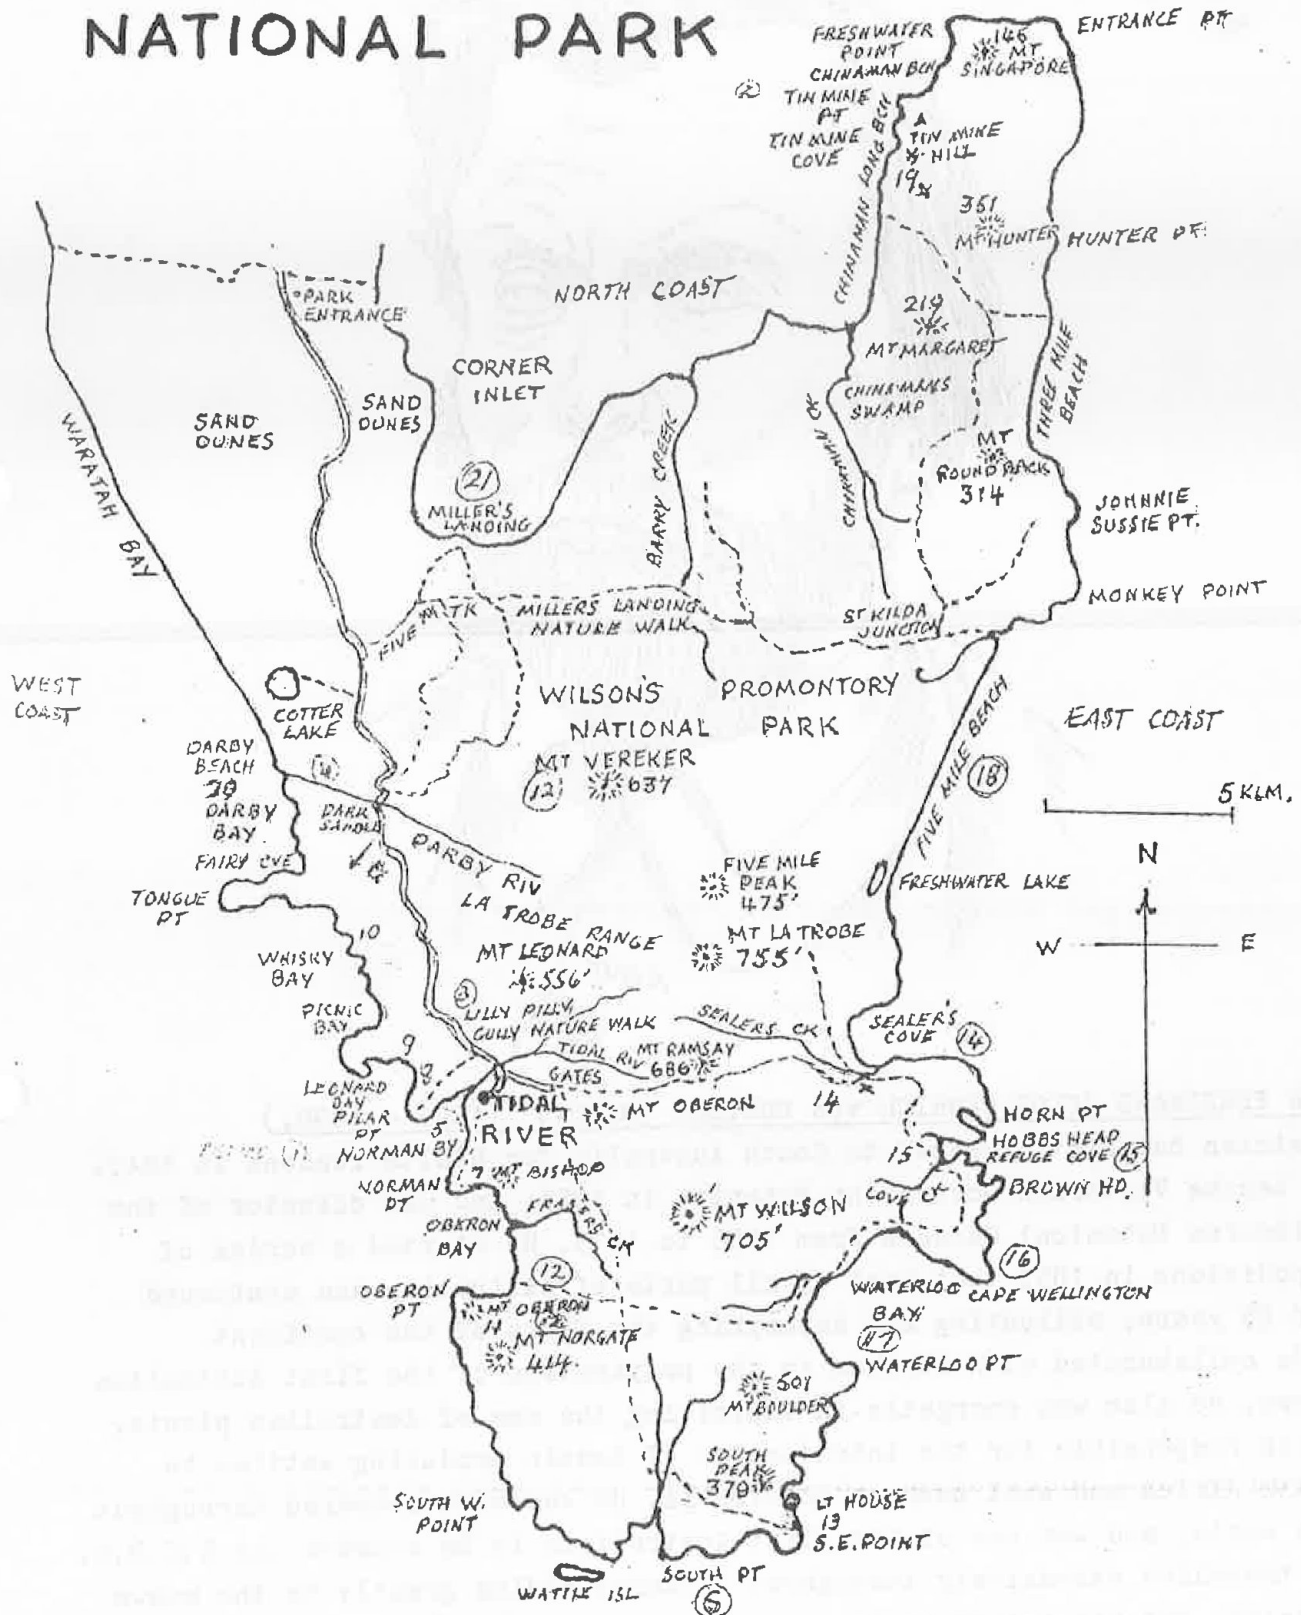 NATIONAL PARK
ENTRANCE PT
FRESHWATER
POINT
CHINAMAN BCH
146
MT
SINGAPORE
TIN MINE
PT
TIN MINE
COVE
TIN MINE
HILL
19
CHINAMAN LONG BCH
351
MT HUNTER
HUNTER PT.
NORTH COAST
PARK
ENTRANCE
219
MT MARGARET
CORNER
INLET
SAND
DUNES
SAND
DUNES
CHINAMANS
SWAMP
THREE MILE
BEACH
WARATAH BAY
BARRY CREEK
CHINAMAN CK
MT
ROUND BACK
314
21
MILLER'S
LANDING
JOHNNIE
SUSSIE PT.
MONKEY POINT
FIVE MI TK
MILLERS LANDING
NATURE WALK
ST KILDA
JUNCTION
WEST
COAST
COTTER
LAKE
WILSON'S PROMONTORY
NATIONAL PARK
EAST COAST
FIVE MILE BEACH
18
MT VEREKER
12
637
5 KLM.
DARBY
BEACH
DARBY
BAY
DARK
SADDLE
FAIRY CVE
DARBY RIV
TONGUE
PT
LA TROBE RANGE
FIVE MILE
PEAK
475'
FRESHWATER LAKE
N
W
E
10
MT LA TROBE
755'
MT LEONARD
556'
WHISKY
BAY
3
LILLY PILLY
GULLY NATURE WALK
PICNIC
BAY
SEALERS CK
SEALER'S
COVE
14
9
8
TIDAL RIV
MT RAMSAY
686
GATES
LEONARD
BAY
PILAR
PT
TIDAL
RIVER
MT OBERON
14
HORN PT
HOBBS HEAD
REFUGE COVE
15
5
NORMAN BY
7
MT BISHOP
15
NORMAN
PT
FRASERS CK
MT WILSON
705'
COVE CK
BROWN HD.
OBERON
BAY
12
16
WATERLOO
BAY
CAPE WELLINGTON
17
OBERON
PT
MT OBERON
11
MT NORGATE
414
WATERLOO PT
501
MT BOULDER
SOUTH
PEAK
379
SOUTH W.
POINT
LT HOUSE
13
S.E. POINT
WATTLE ISL
SOUTH PT
6